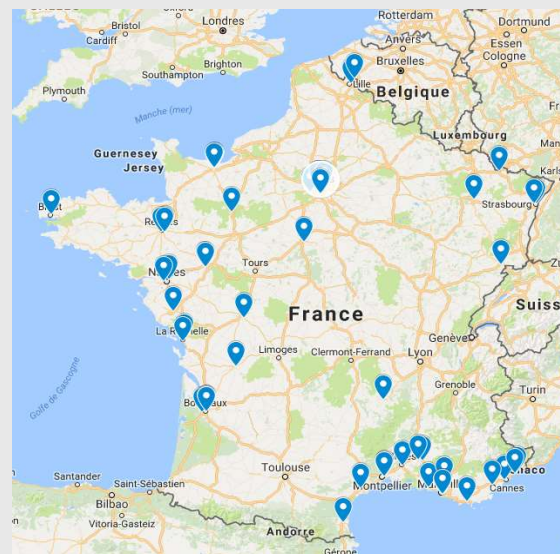 Bristol
Cardiff
Londres
Rotterdam
Dortmund
Anvers
Essen
Cologne
Southampton
Brighton
Bruxelles
Lille
Plymouth
Belgique
Manche (mer)
Luxembourg
Guernesey
Jersey
Strasbourg
Tours
France
Suiss
Genève
Limoges
Clermont-Ferrand
Lyon
Turin
Grenoble
Golfe de Gascogne
Toulouse
Montpellier
Cannes
Santander
Saint-Sébastien
Bilbao
Vitoria-Gasteiz
Andorre
Gérone